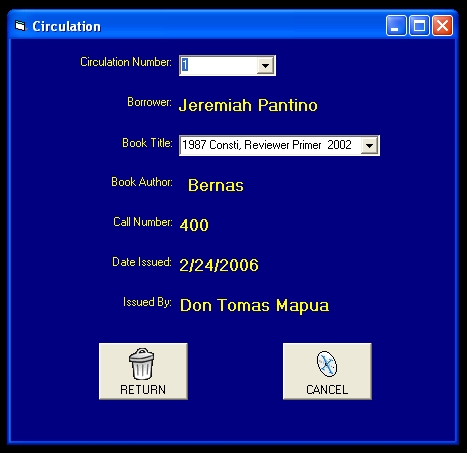 Circulation
Circulation Number: 1
Borrower: Jeremiah Pantino
Book Title: 1987 Consti, Reviewer Primer 2002
Book Author: Bernas
Call Number: 400
Date Issued: 2/24/2006
Issued By: Don Tomas Mapua
RETURN CANCEL